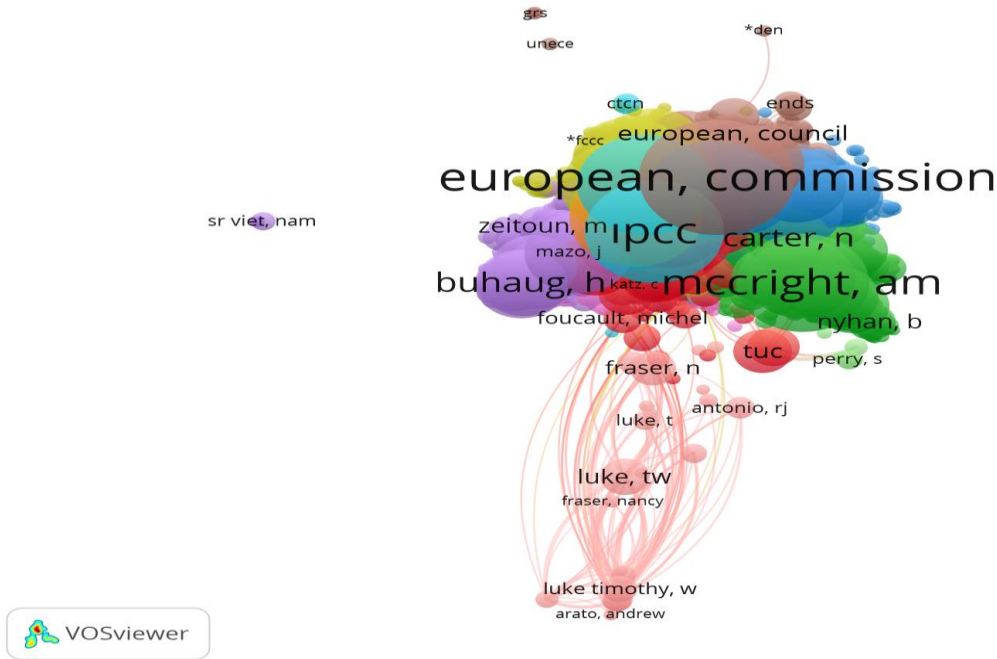 grs
*den
unece
ctcn
ends
*fccc
european, council
european, commission
sr viet, nam
zeitoun, m
ipcc
carter, n
mazo, j
buhaug, h
katz, c
mccright, am
foucault, michel
nyhan, b
tuc
perry, s
fraser, n
antonio, rj
luke, t
luke, tw
fraser, nancy
luke timothy, w
arato, andrew
VOSviewer